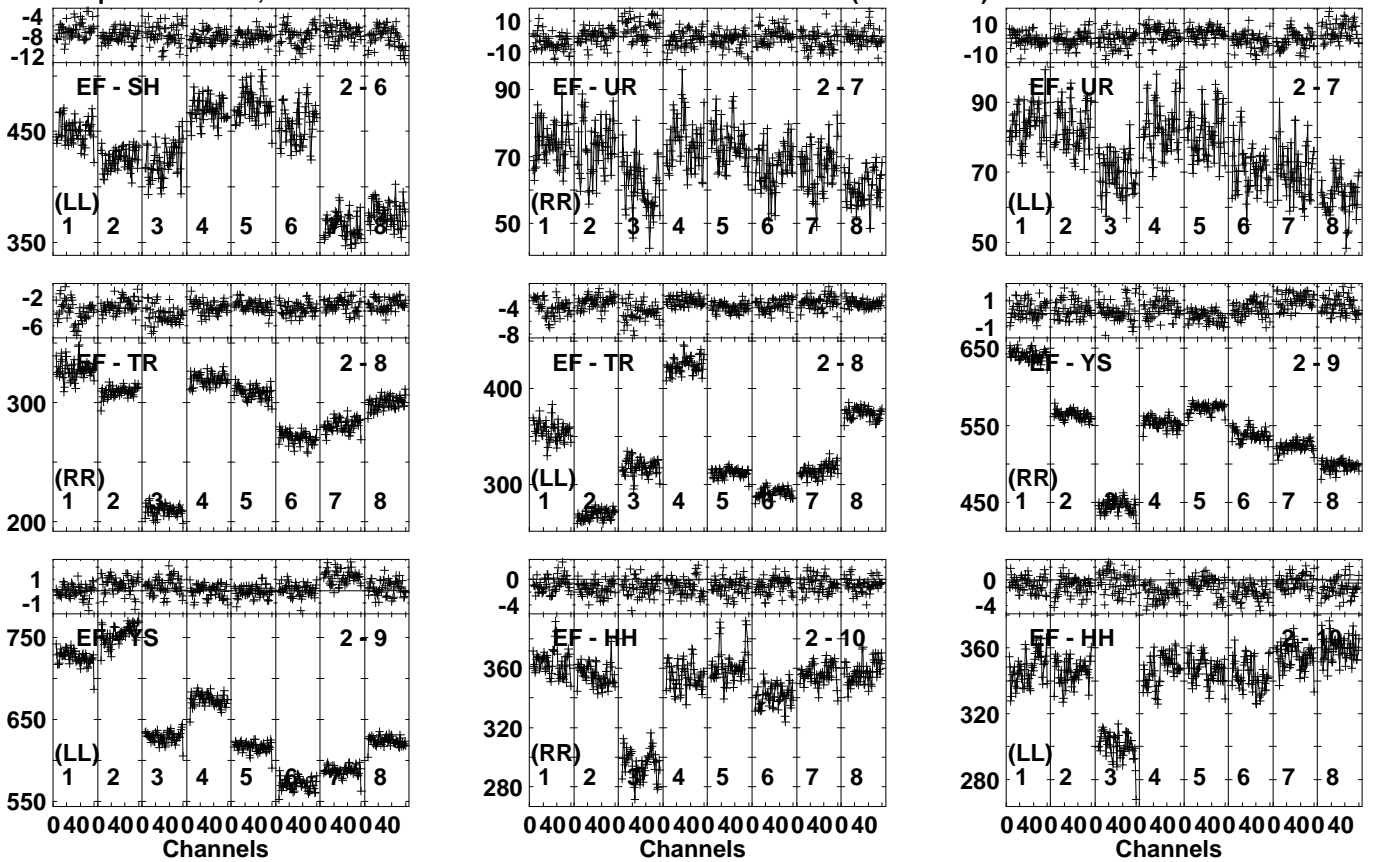 -4
-8
-12
EF - SH 2 - 6
450
(LL)
1 2 3 4 5 6 8
350
10
-10
EF - UR 2 - 7
90
70
(RR)
1 2 3 4 5 6 7 8
50
10
-10
EF - UR 2 - 7
90
70
(LL)
1 2 3 4 5 6 7 8
50
-2
-6
EF - TR 2 - 8
300
(RR)
1 2 3 4 5 6 7 8
200
-4
-8
EF - TR 2 - 8
400
(LL)
300
1 2 3 4 5 6 7 8
1
-1
650
EF - YS 2 - 9
550
(RR)
450
1 2 3 4 5 6 7 8
1
-1
750
EF - YS 2 - 9
650
(LL)
1 2 3 4 5 6 7 8
550
0
-4
EF - HH 2 - 10
360
320
(RR)
1 2 3 4 5 6 7 8
280
0
-4
EF - HH 2 - 10
360
320
(LL)
280
1 2 3 4 5 6 7 8
0 40 0 40 0 40 0 40 0 40 0 40 0 40 0 40
Channels
0 40 0 40 0 40 0 40 0 40 0 40 0 40 0 40
Channels
0 40 0 40 0 40 0 40 0 40 0 40 0 40 0 40
Channels